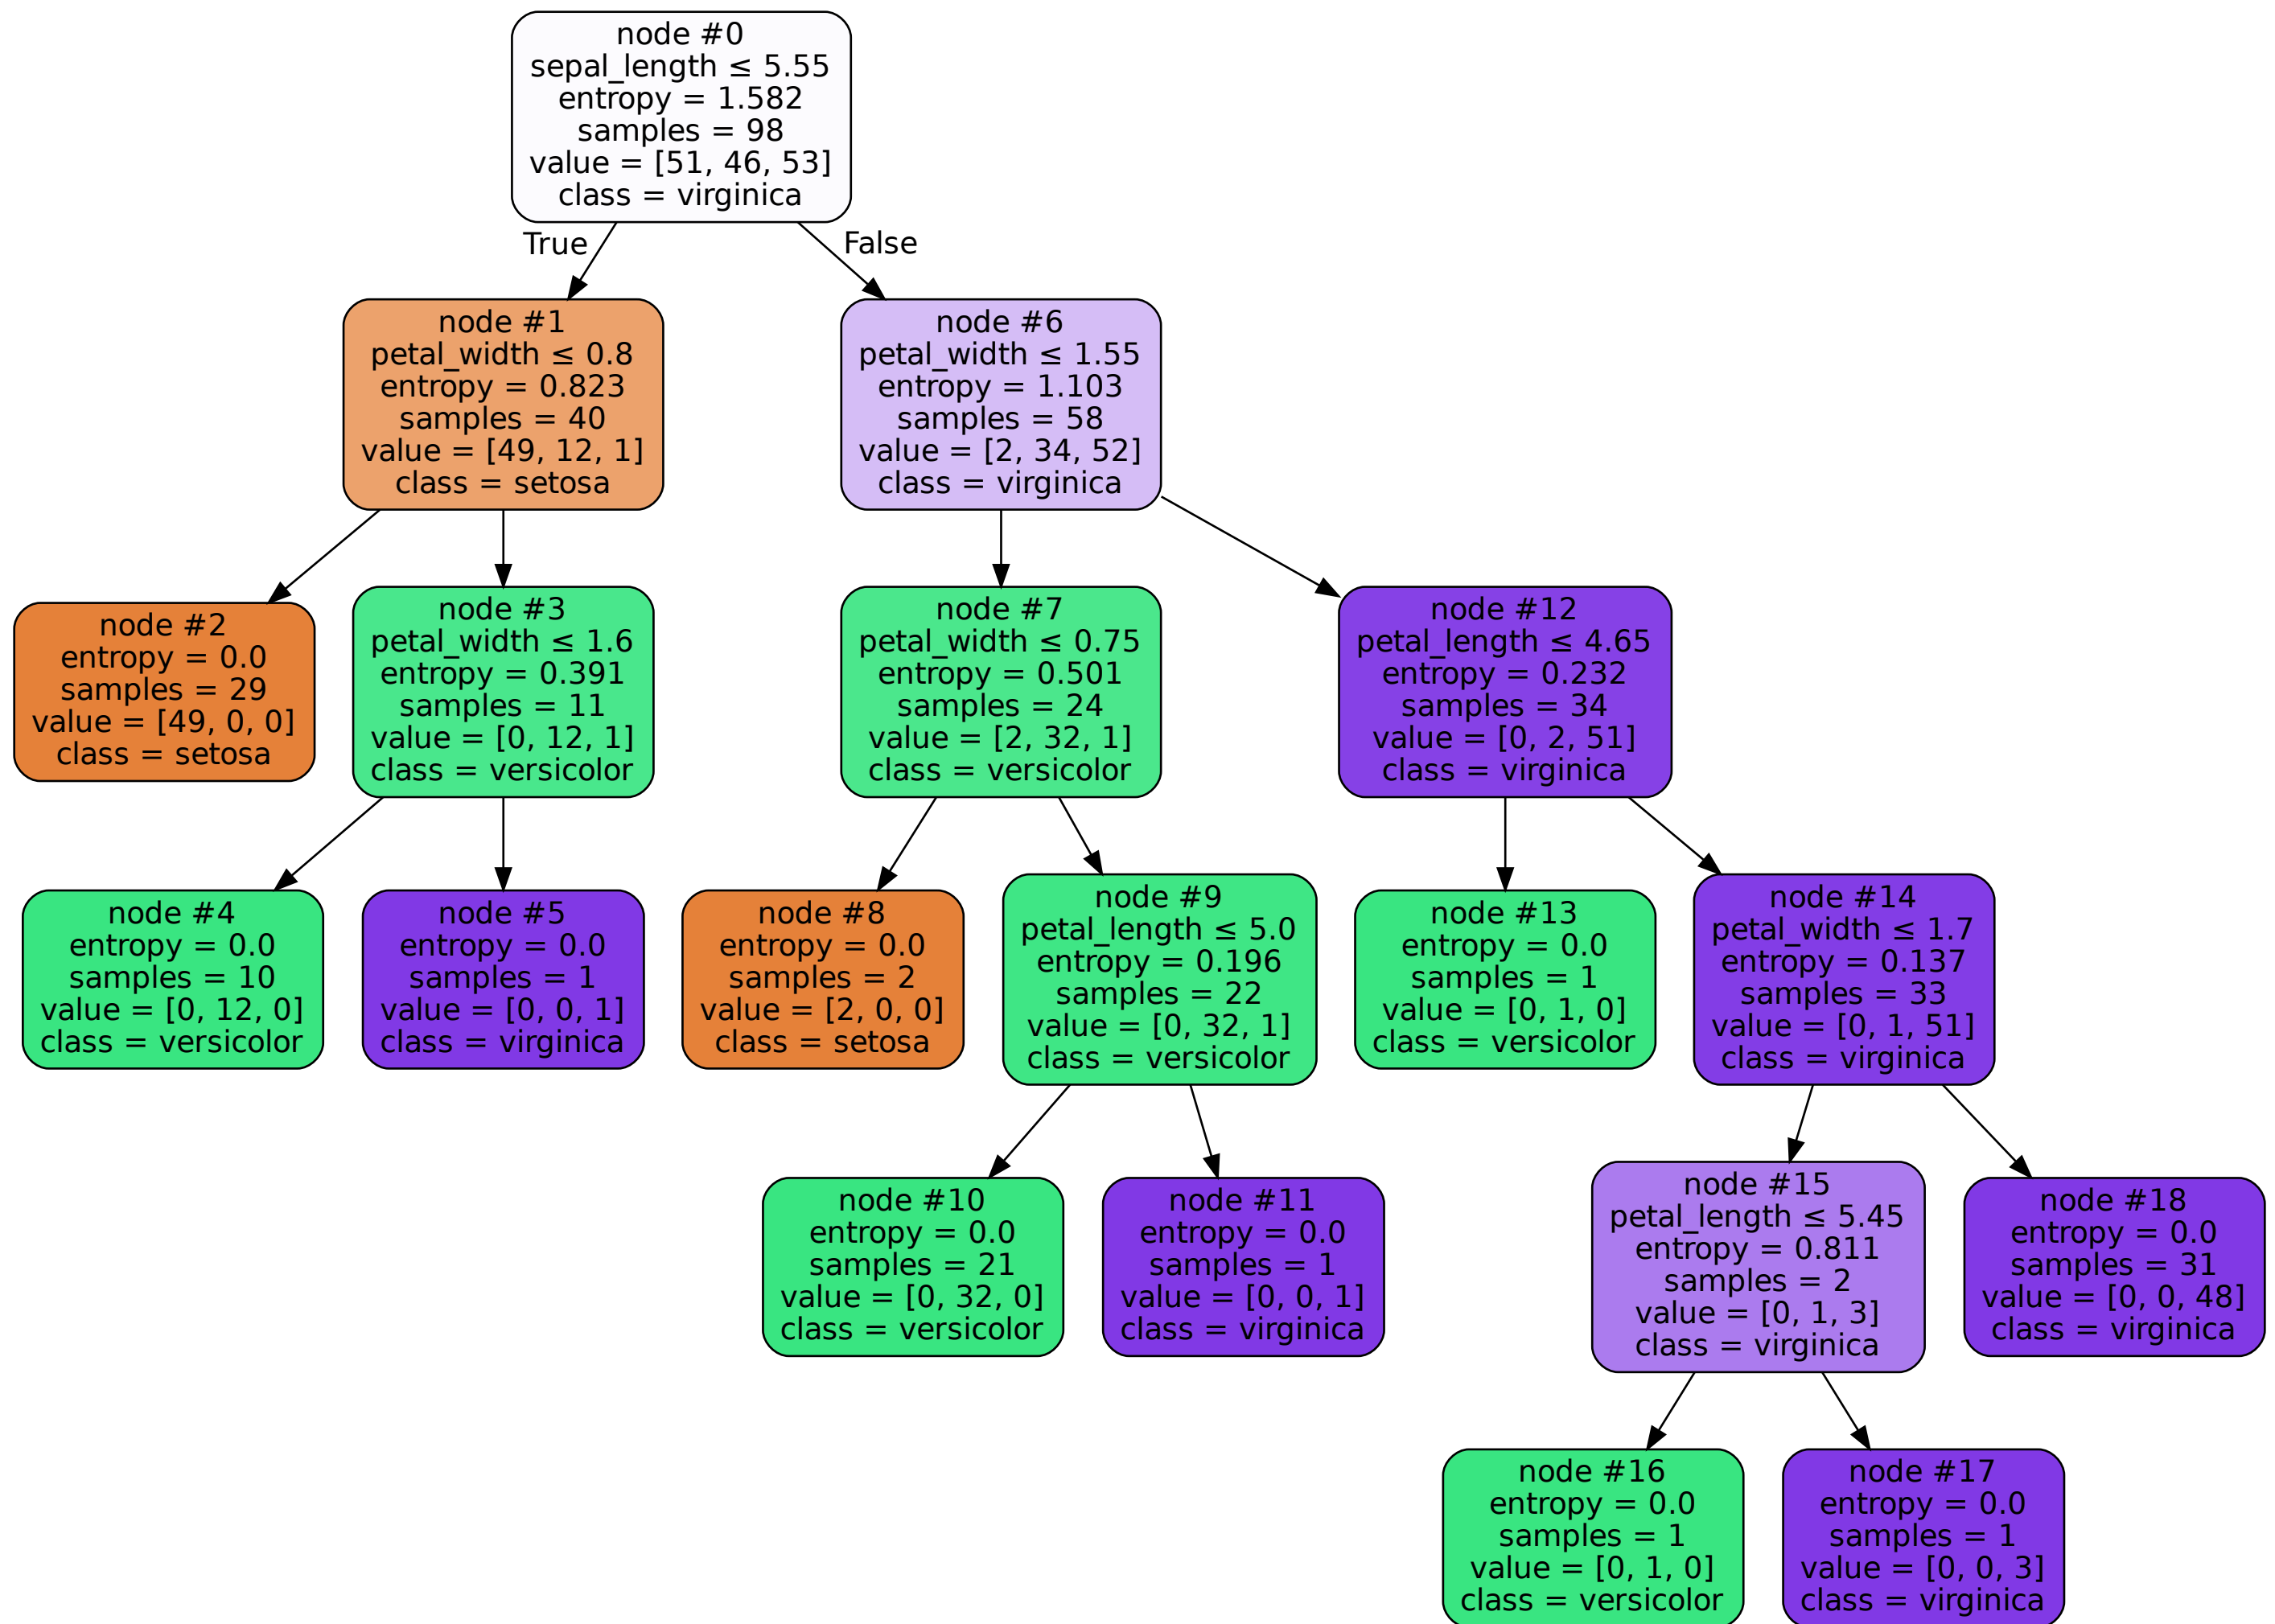 node #0
sepal_length ≤ 5.55
entropy = 1.582
samples = 98
value = [51, 46, 53]
class = virginica
True
False
node #1
petal_width ≤ 0.8
entropy = 0.823
samples = 40
value = [49, 12, 1]
class = setosa
node #6
petal_width ≤ 1.55
entropy = 1.103
samples = 58
value = [2, 34, 52]
class = virginica
node #2
entropy = 0.0
samples = 29
value = [49, 0, 0]
class = setosa
node #3
petal_width ≤ 1.6
entropy = 0.391
samples = 11
value = [0, 12, 1]
class = versicolor
node #7
petal_width ≤ 0.75
entropy = 0.501
samples = 24
value = [2, 32, 1]
class = versicolor
node #12
petal_length ≤ 4.65
entropy = 0.232
samples = 34
value = [0, 2, 51]
class = virginica
node #4
entropy = 0.0
samples = 10
value = [0, 12, 0]
class = versicolor
node #5
entropy = 0.0
samples = 1
value = [0, 0, 1]
class = virginica
node #8
entropy = 0.0
samples = 2
value = [2, 0, 0]
class = setosa
node #9
petal_length ≤ 5.0
entropy = 0.196
samples = 22
value = [0, 32, 1]
class = versicolor
node #13
entropy = 0.0
samples = 1
value = [0, 1, 0]
class = versicolor
node #14
petal_width ≤ 1.7
entropy = 0.137
samples = 33
value = [0, 1, 51]
class = virginica
node #10
entropy = 0.0
samples = 21
value = [0, 32, 0]
class = versicolor
node #11
entropy = 0.0
samples = 1
value = [0, 0, 1]
class = virginica
node #15
petal_length ≤ 5.45
entropy = 0.811
samples = 2
value = [0, 1, 3]
class = virginica
node #18
entropy = 0.0
samples = 31
value = [0, 0, 48]
class = virginica
node #16
entropy = 0.0
samples = 1
value = [0, 1, 0]
class = versicolor
node #17
entropy = 0.0
samples = 1
value = [0, 0, 3]
class = virginica